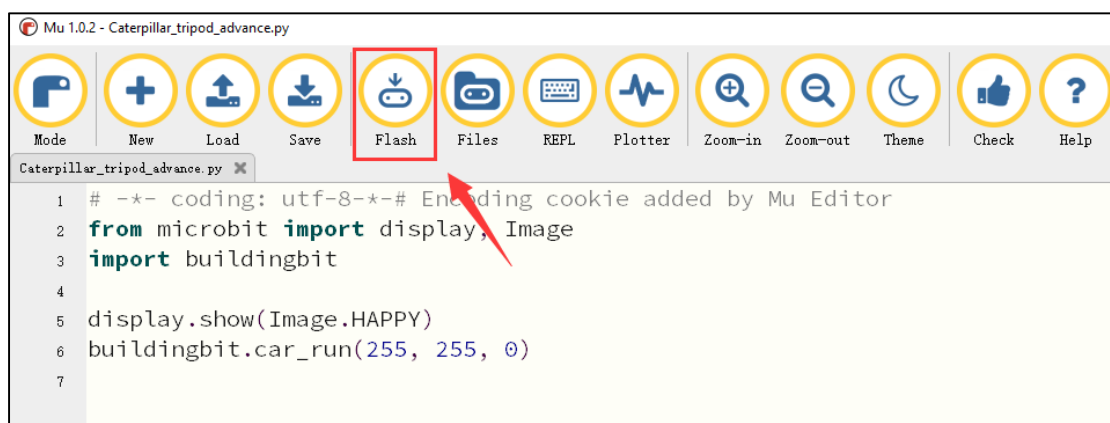 Mu 1.0.2 - Caterpillar_tripod_advance.py
Mode New Load Save Flash Files REPL Plotter Zoom-in Zoom-out Theme Check Help
Caterpillar_tripod_advance.py
1 # -*- coding: utf-8-*-# Encoding cookie added by Mu Editor
2 from microbit import display, Image
3 import buildingbit
4
5 display.show(Image.HAPPY)
6 buildingbit.car_run(255, 255, 0)
7